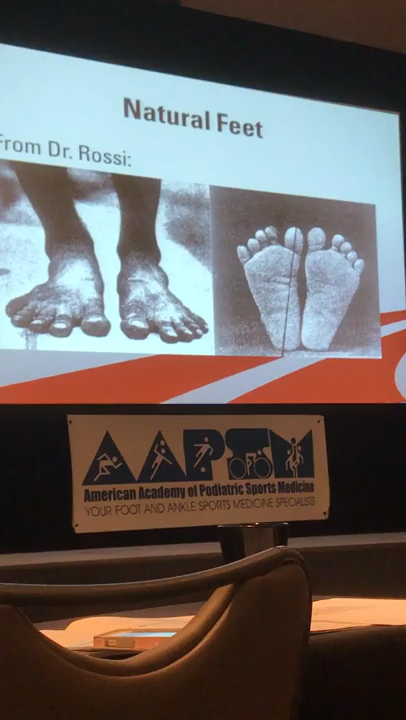 Natural Feet
From Dr. Rossi:
AAPSM
American Academy of Podiatric Sports Medicine
YOUR FOOT AND ANKLE SPORTS MEDICINE SPECIALISTS